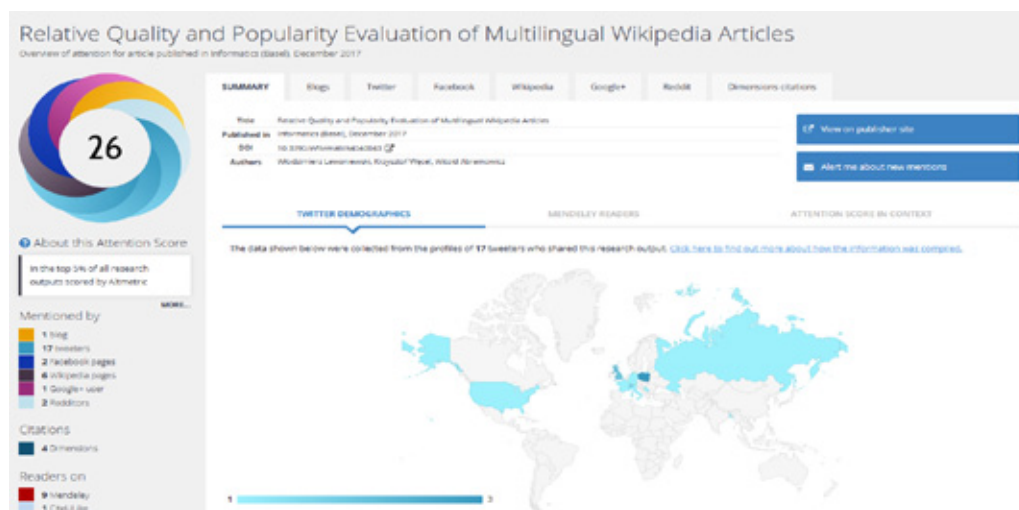 Relative Quality and Popularity Evaluation of Multilingual Wikipedia Articles
Overview of attention for article published in Informatics (Basel), December 2017
26
About this Attention Score
In the top 5% of all research
outputs scored by Altmetric
MORE...
Mentioned by
1 blog
17 tweeters
2 Facebook pages
6 Wikipedia pages
1 Google+ user
2 Redditors
Citations
4 Dimensions
Readers on
9 Mendeley
1 CiteULike
SUMMARY Blogs Twitter Facebook Wikipedia Google+ Reddit Dimensions citations
Title Relative Quality and Popularity Evaluation of Multilingual Wikipedia Articles
Published in Informatics (Basel), December 2017
DOI
Authors Włodzimierz Lewoniewski, Krzysztof Węcel, Witold Abramowicz
View on publisher site
Alert me about new mentions
TWITTER DEMOGRAPHICS MENDELEY READERS ATTENTION SCORE IN CONTEXT
The data shown below were collected from the profiles of 17 tweeters who shared this research output. Click here to find out more about how the information was compiled.
1 3